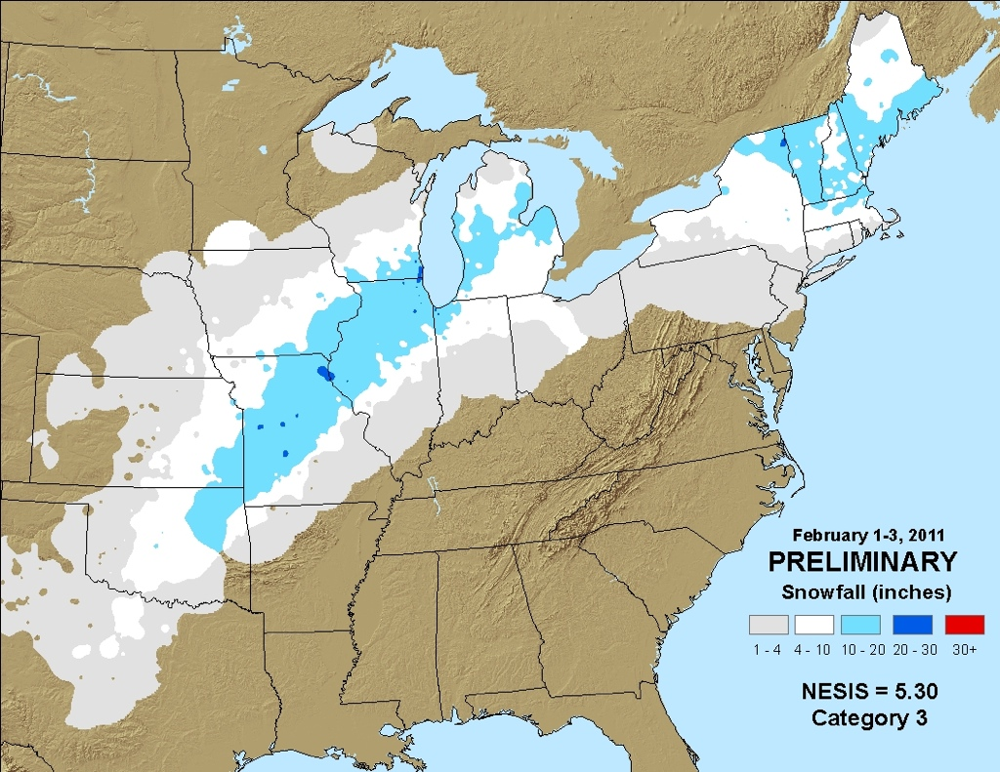 February 1-3, 2011
PRELIMINARY
Snowfall (inches)
1 - 4 4 - 10 10 - 20 20 - 30 30+
NESIS = 5.30
Category 3